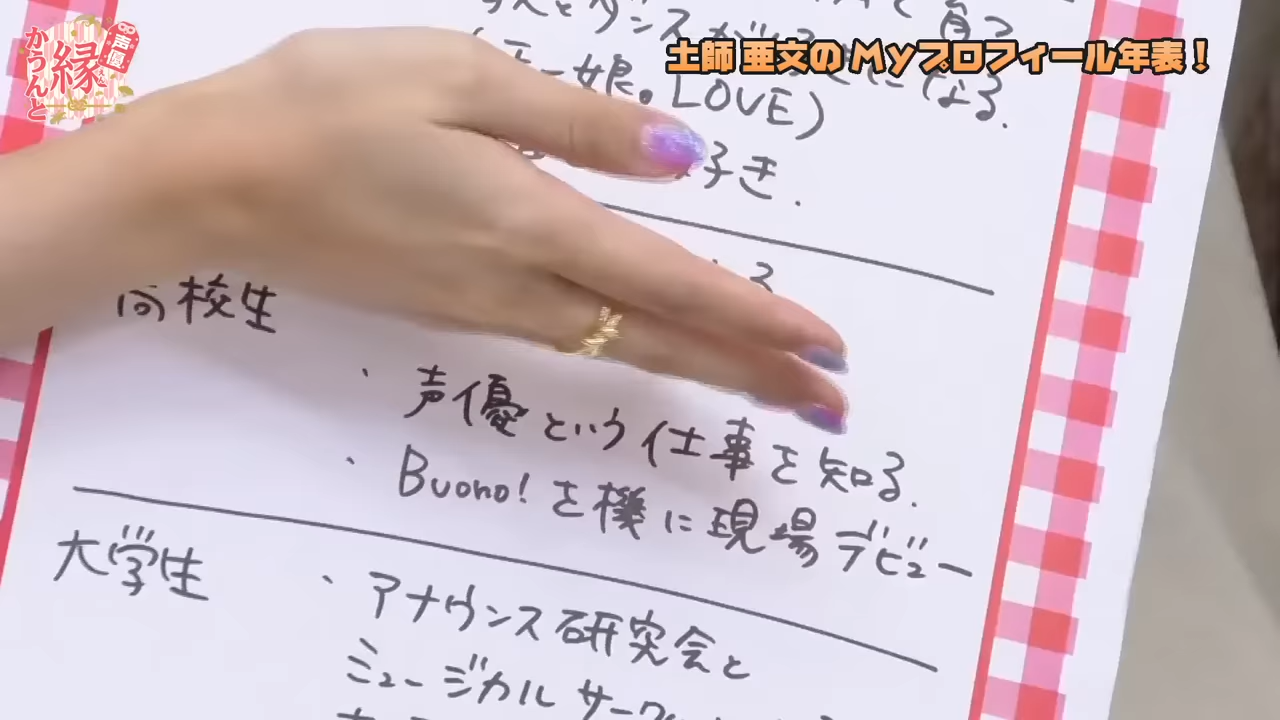 声優
縁
かうんと
土師 亜文の Myプロフィール年表！
娘。LOVE)
好き.
高校生
・声優という仕事を知る.
・Buono!を機に現場デビュー
大学生
・アナウンス研究会と
ミュージカルサークル